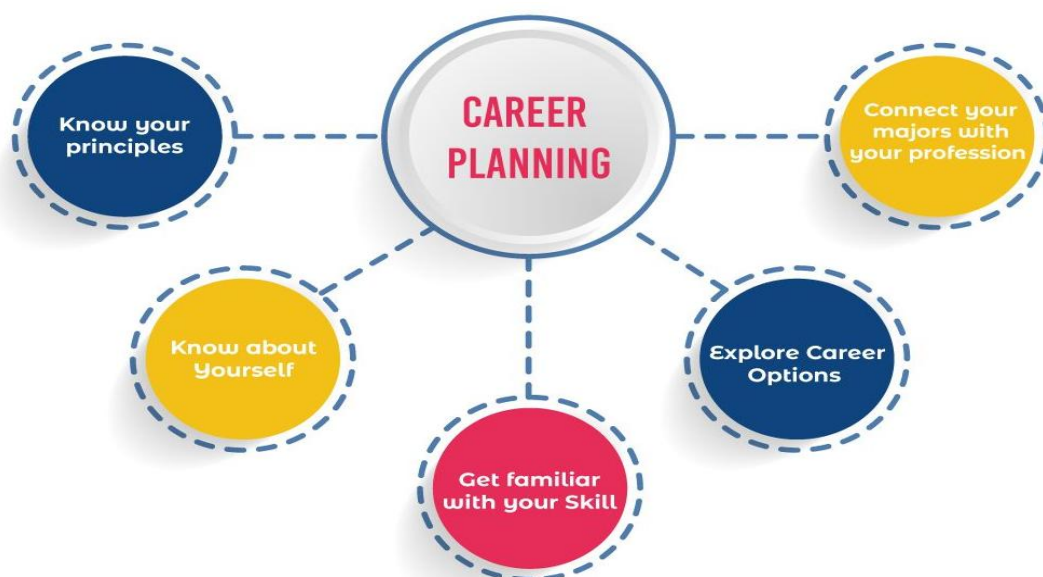 CAREER
PLANNING
Know your
principles
Connect your
majors with
your profession
Know about
Yourself
Explore Career
Options
Get familiar
with your Skill